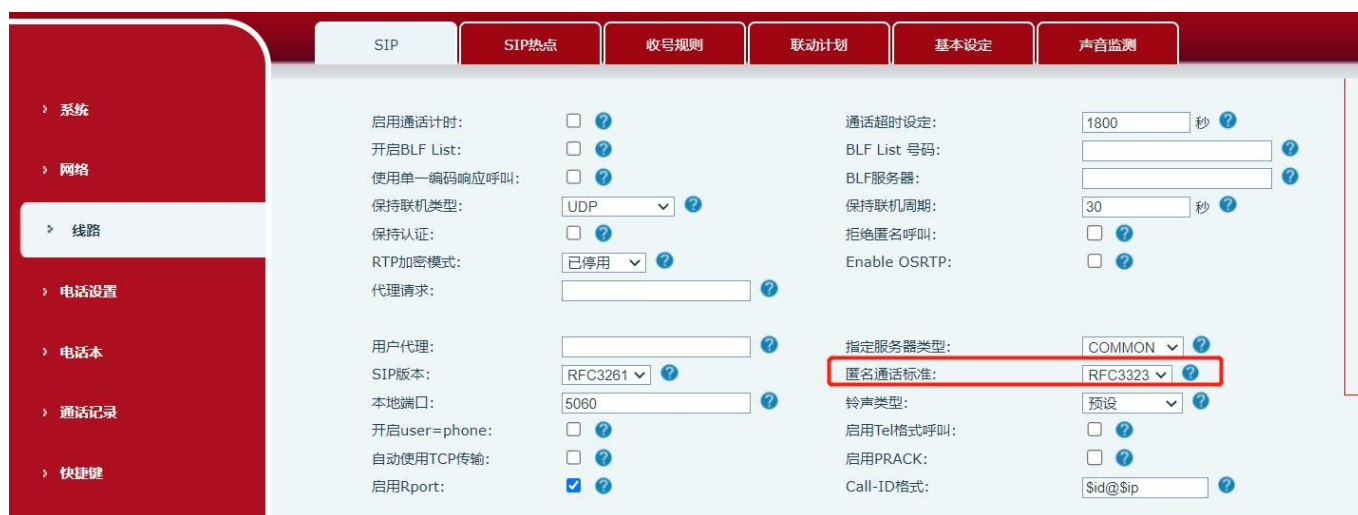 SIP SIP热点 收号规则 联动计划 基本设定 声音监测
系统
网络
线路
电话设置
电话本
通话记录
快捷键
启用通话计时: 通话超时设定: 1800 秒
开启BLF List: BLF List 号码:
使用单一编码响应呼叫: BLF服务器:
保持联机类型: UDP 保持联机周期: 30 秒
保持认证: 拒绝匿名呼叫:
RTP加密模式: 已停用 Enable OSRTP:
代理请求:
用户代理: 指定服务器类型: COMMON
SIP版本: RFC3261 匿名通话标准: RFC3323
本地端口: 5060 铃声类型: 预设
开启user=phone: 启用Tel格式呼叫:
自动使用TCP传输: 启用PRACK:
启用Rport: Call-ID格式: $id@$ip